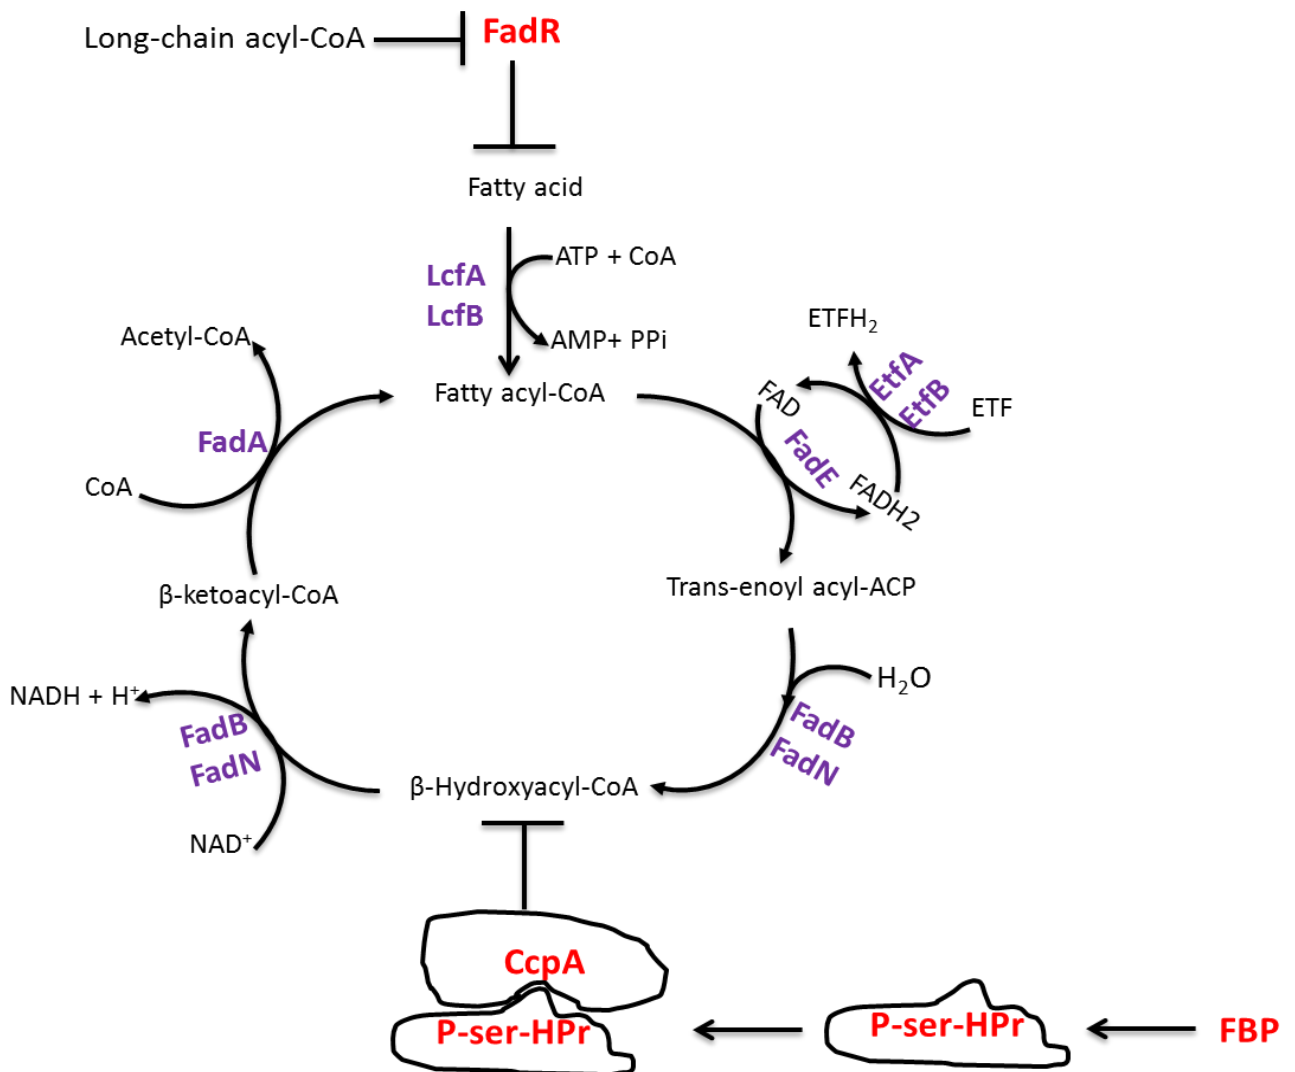 Long-chain acyl-CoA
FadR
Fatty acid
LcfA
LcfB
ATP + CoA
AMP+ PPi
Acetyl-CoA
FadA
CoA
Fatty acyl-CoA
ETFH₂
EtfA
EtfB
ETF
FAD
FadE
FADH2
β-ketoacyl-CoA
Trans-enoyl acyl-ACP
NADH + H⁺
FadB
FadN
NAD⁺
H₂O
FadB
FadN
β-Hydroxyacyl-CoA
CcpA
P-ser-HPr
P-ser-HPr
FBP